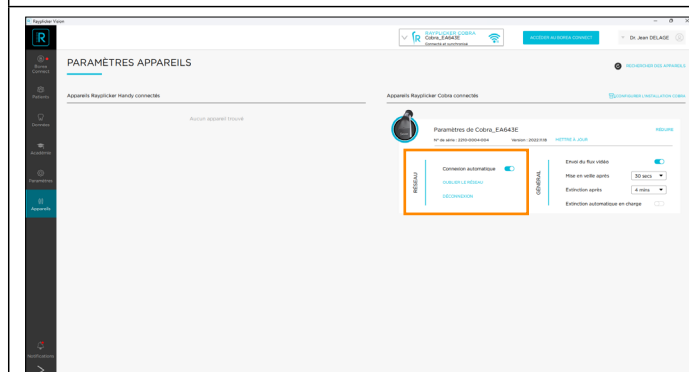 Rayplicker Vision
R
RAYPLICKER COBRA
Cobra_EA643E
Connecté et synchronisé
ACCÉDER AU BOREA CONNECT
Dr. Jean DELAGE
Borea
Connect
Patients
Données
Académie
Paramètres
Appareils
Notifications
PARAMÈTRES APPAREILS
RECHERCHER DES APPAREILS
Appareils Rayplicker Handy connectés
Aucun appareil trouvé
Appareils Rayplicker Cobra connectés
CONFIGURER L'INSTALLATION COBRA
Paramètres de Cobra_EA643E
RÉDUIRE
N° de série : 2250-0004-004
Version : 2022.11.18
METTRE À JOUR
RÉSEAU
Connexion automatique
OUBLIER LE RÉSEAU
DÉCONNEXION
GÉNÉRAL
Envoi du flux vidéo
Mise en veille après
30 secs
Extinction après
4 mins
Extinction automatique en charge